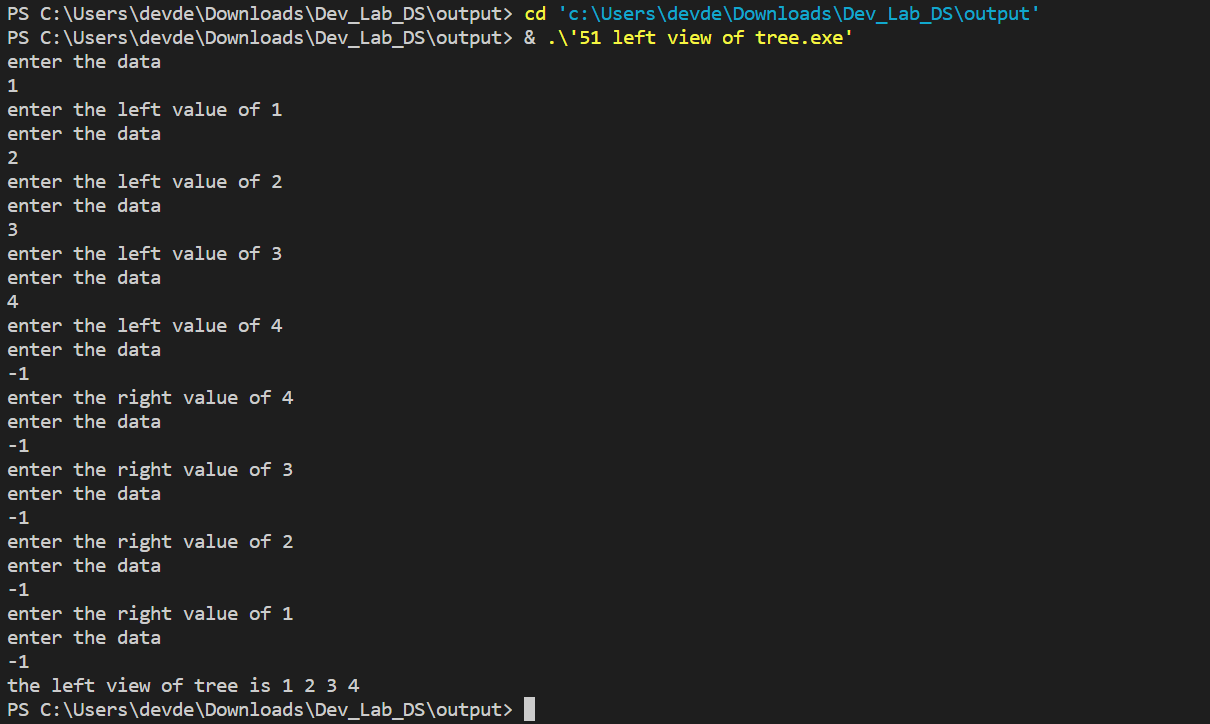 PS C:\Users\devde\Downloads\Dev_Lab_DS\output> cd 'c:\Users\devde\Downloads\Dev_Lab_DS\output'
PS C:\Users\devde\Downloads\Dev_Lab_DS\output> & .\'51 left view of tree.exe'
enter the data
1
enter the left value of 1
enter the data
2
enter the left value of 2
enter the data
3
enter the left value of 3
enter the data
4
enter the left value of 4
enter the data
-1
enter the right value of 4
enter the data
-1
enter the right value of 3
enter the data
-1
enter the right value of 2
enter the data
-1
enter the right value of 1
enter the data
-1
the left view of tree is 1 2 3 4
PS C:\Users\devde\Downloads\Dev_Lab_DS\output>